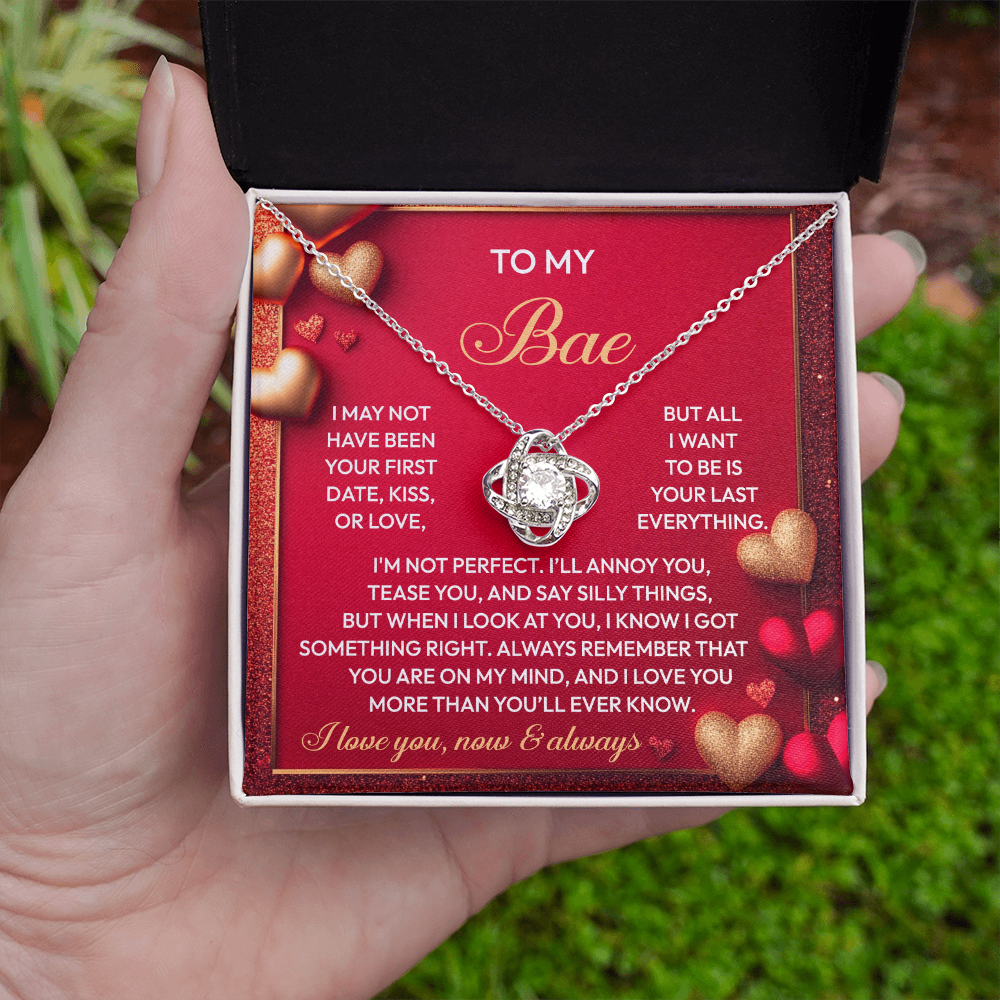 TO MY
Bae
I MAY NOT
HAVE BEEN
YOUR FIRST
DATE, KISS,
OR LOVE,
BUT ALL
I WANT
TO BE IS
YOUR LAST
EVERYTHING.
I'M NOT PERFECT. I’LL ANNOY YOU,
TEASE YOU, AND SAY SILLY THINGS,
BUT WHEN I LOOK AT YOU, I KNOW I GOT
SOMETHING RIGHT. ALWAYS REMEMBER THAT
YOU ARE ON MY MIND, AND I LOVE YOU
MORE THAN YOU’LL EVER KNOW.
I love you, now & always